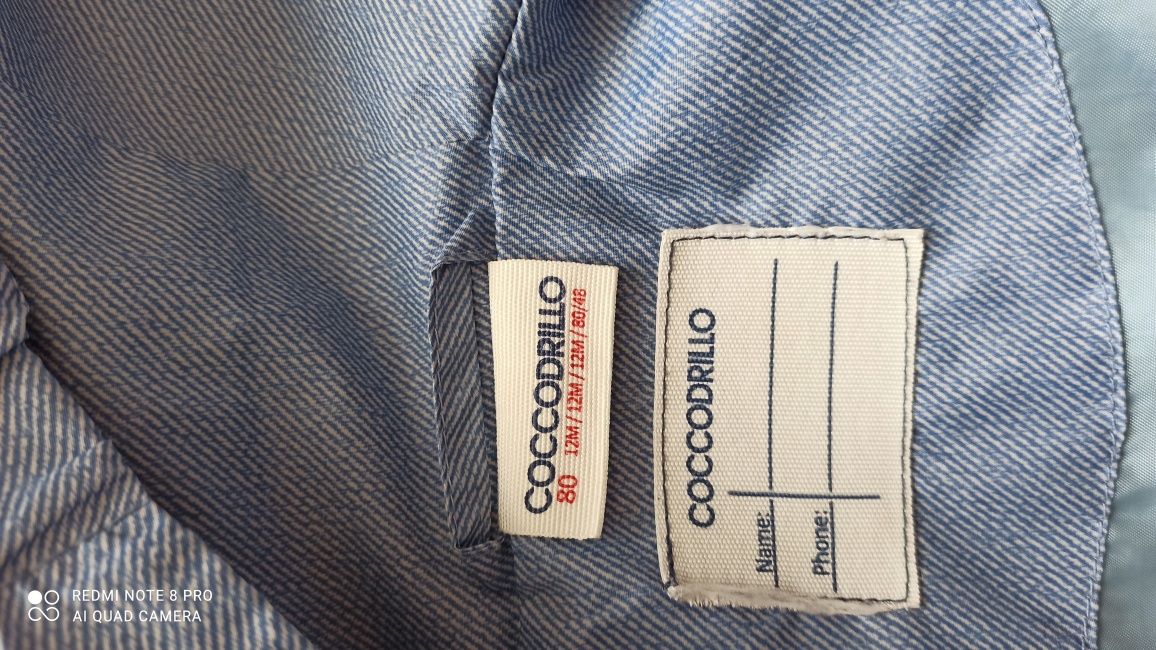 COCCODRILLO
80 12M / 12M / 12M / 80/48
COCCODRILLO
Name:
Phone:
REDMI NOTE 8 PRO
AI QUAD CAMERA